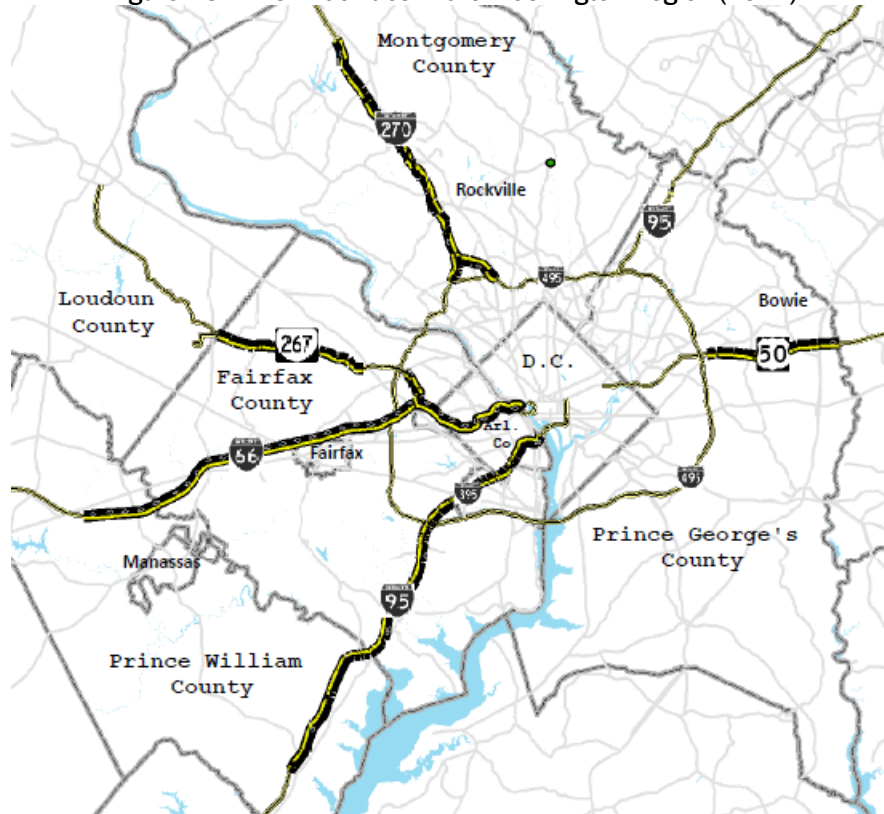 Montgomery
County
270
Rockville
95
495
Loudoun
County
Bowie
267
50
D.C.
Fairfax
County
Arl.
Co
66
Fairfax
395
495
Prince George's
County
Manassas
95
Prince William
County